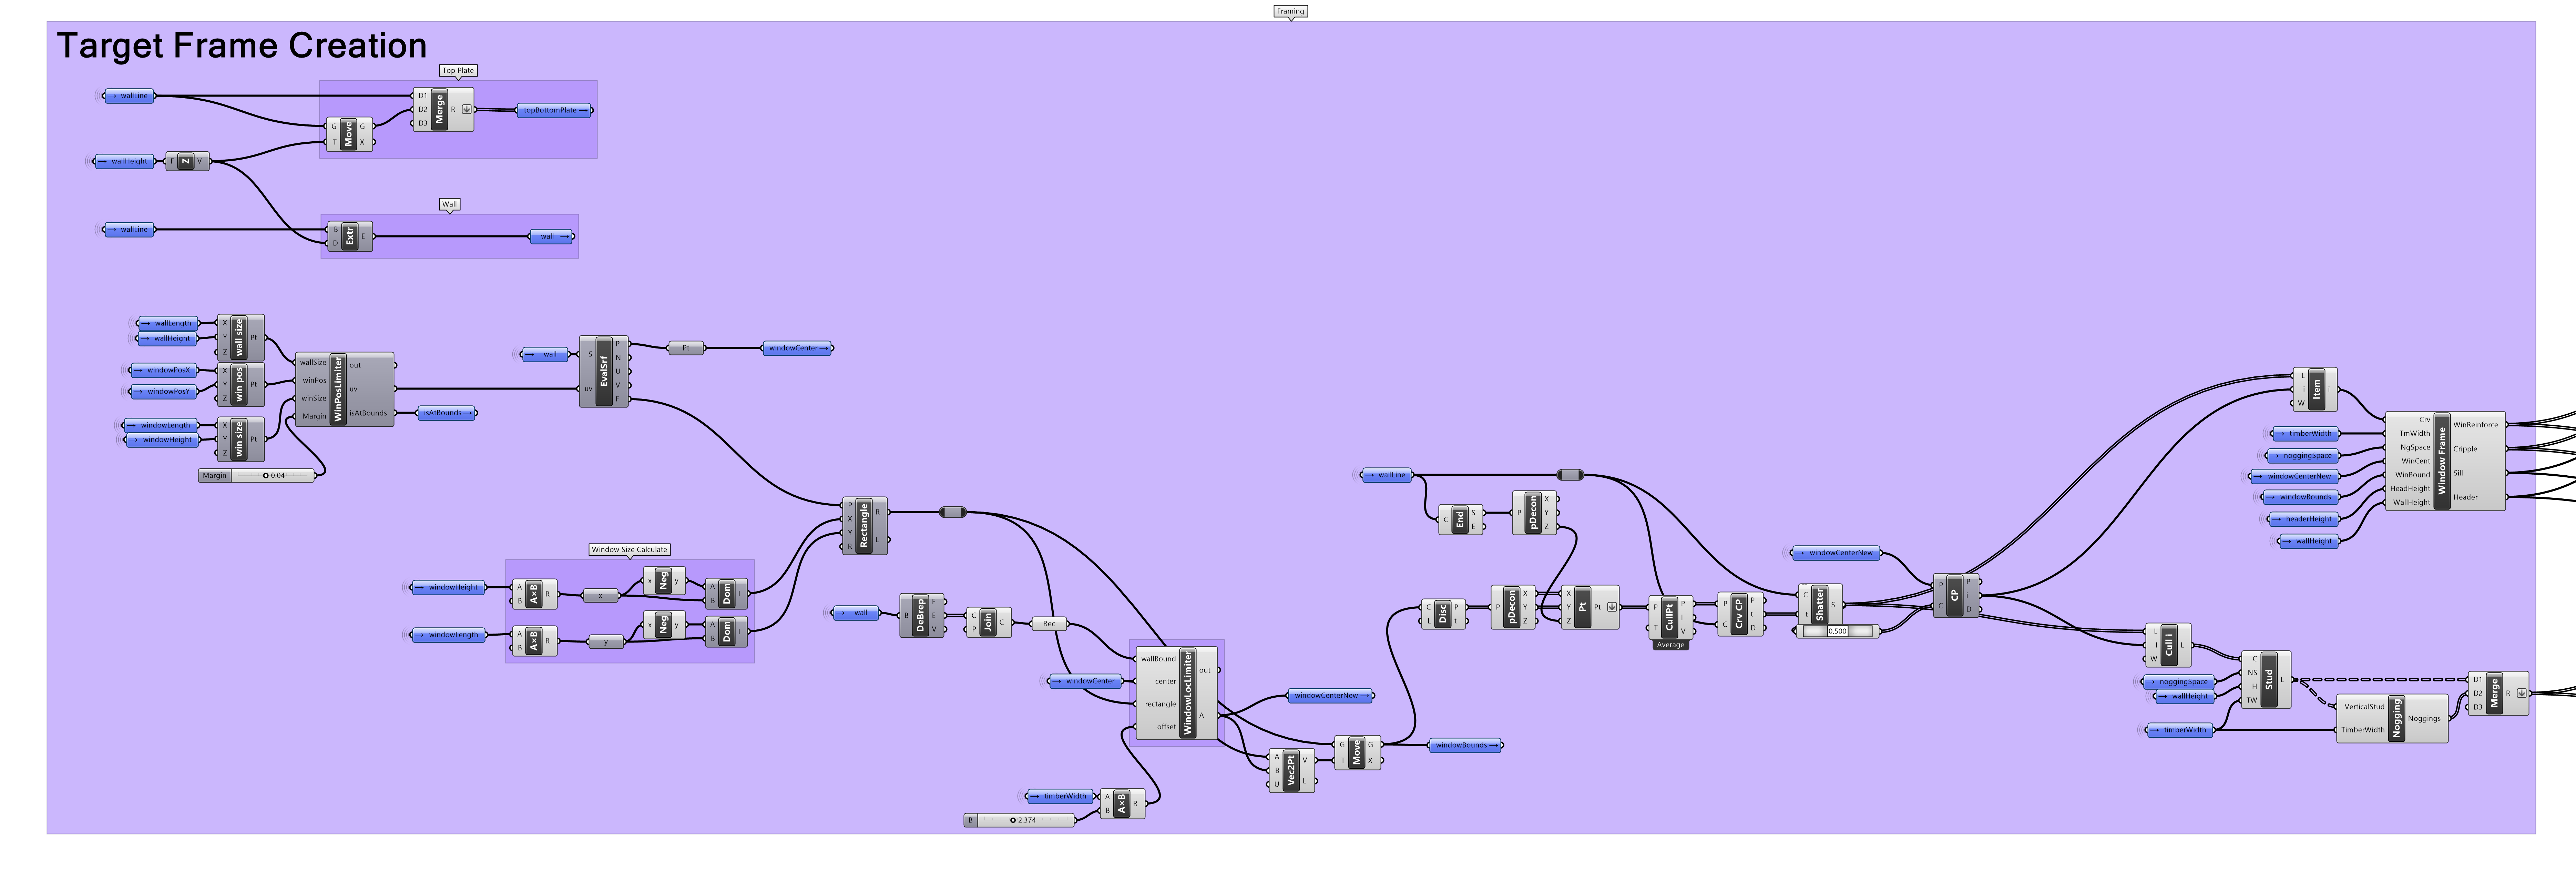 Framing
Target Frame Creation
Top Plate
→ wallLine
D1
D2
D3
Merge
R
topBottomPlate →
G
T
Move
G
X
→ wallHeight
F
Z
V
Wall
→ wallLine
B
D
Extr
E
wall →
→ wallLength
→ wallHeight
X
Y
Z
wall size
Pt
→ windowPosX
→ windowPosY
X
Y
Z
win pos
Pt
→ windowLength
→ windowHeight
X
Y
Z
win size
Pt
Margin
0.04
wallSize
winPos
winSize
Margin
WinPosLimiter
out
uv
isAtBounds
isAtBounds →
→ wall
S
uv
EvalSrf
P
N
U
V
F
Pt
windowCenter →
Window Size Calculate
→ windowHeight
A
B
A×B
R
x
x
Neg
y
A
B
Dom
I
→ windowLength
A
B
A×B
R
y
x
Neg
y
A
B
Dom
I
P
X
Y
R
Rectangle
R
L
→ wall
B
DeBrep
F
E
V
C
P
Join
C
Rec
→ windowCenter
wallBound
center
rectangle
offset
WindowLocLimiter
out
A
→ timberWidth
B
2.374
A
B
A×B
R
windowCenterNew →
A
B
U
Vec2Pt
V
L
G
T
Move
G
X
windowBounds →
→ wallLine
C
End
S
E
P
pDecon
X
Y
Z
C
L
Disc
P
t
P
pDecon
X
Y
Z
X
Y
Z
Pt
Pt
P
T
CullPt
P
I
V
Average
P
C
Crv CP
P
t
D
C
t
Shatter
S
0.500
→ windowCenterNew
P
C
CP
P
i
D
L
i
W
Item
i
→ timberWidth
→ noggingSpace
→ windowCenterNew
→ windowBounds
→ headerHeight
→ wallHeight
Crv
TmWidth
NgSpace
WinCent
WinBound
HeadHeight
WallHeight
Window Frame
WinReinforce
Cripple
Sill
Header
L
I
W
Cull i
L
→ noggingSpace
→ wallHeight
→ timberWidth
C
NS
H
TW
Stud
L
VerticalStud
TimberWidth
Nogging
Noggings
D1
D2
D3
Merge
R